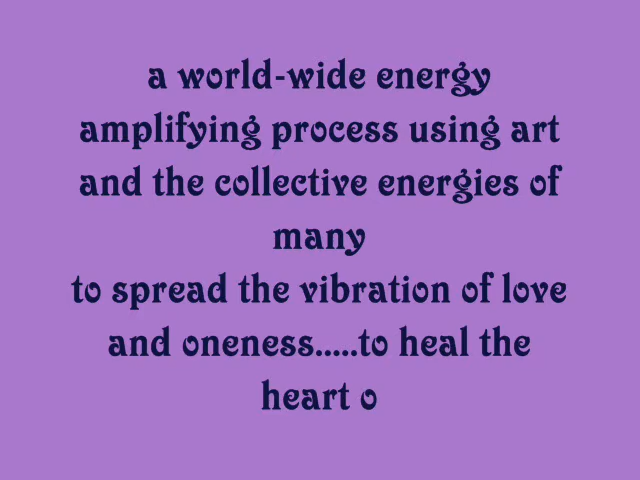 a world-wide energy
amplifying process using art
and the collective energies of
many
to spread the vibration of love
and oneness.....to heal the
heart o